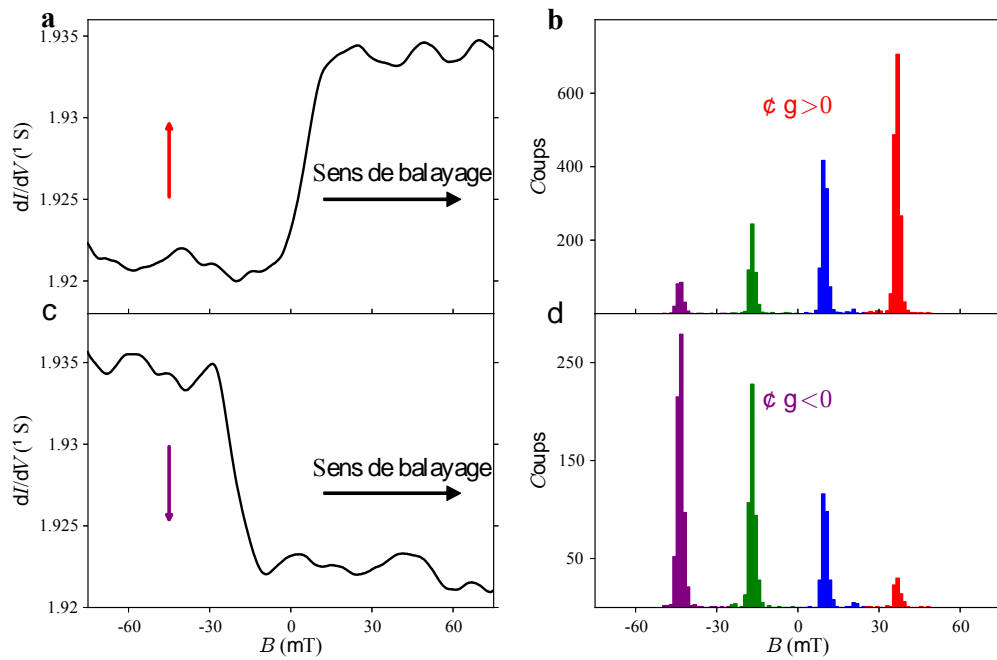 a
1.935
1.93
1.925
1.92
dI/dV (¹ S)
Sens de balayage
b
600
400
200
Coups
¢ g>0
c
1.935
1.93
1.925
1.92
dI/dV (¹ S)
Sens de balayage
-60 -30 0 30 60
B (mT)
d
250
150
50
Coups
¢ g<0
-60 -30 0 30 60
B (mT)